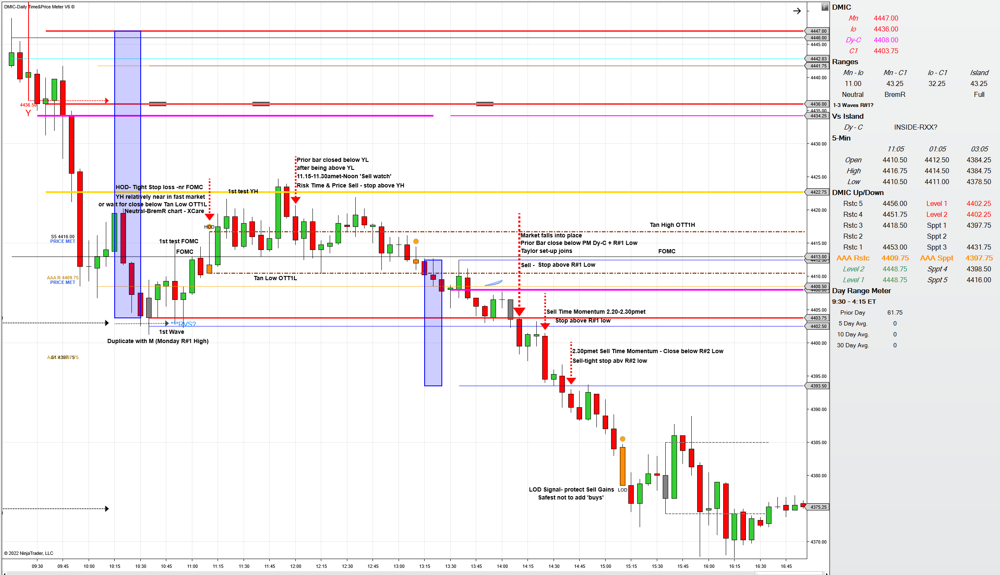 DMIC-Daily Time&Price Meter V6 ©
F
4447.00
4446.00
4445.00
4442.83
4441.75
4440.00
4436.00
4435.00
4434.25
4430.00
4425.00
4422.75
4420.00
4415.00
4413.00
4412.50
4410.00
4408.50
4408.00
4405.00
4403.75
4402.50
4400.00
4395.00
4393.50
4390.00
4385.00
4380.00
4375.25
4370.00
4436.50
Y
Prior bar closed below YL
after being above YL
11.15-11.30amet-Noon 'Sell watch'
Risk Time & Price Sell - stop above YH
HOD- Tight Stop loss -nr FOMC
1st test YH
YH relatively near in fast market
or wait for close below Tan Low OTT1L
Neutral-BremR chart - XCare
HOD
Tan High OTT1H
S5 4416.00
PRICE MET
1st test FOMC
FOMC
Market falls into place
Prior Bar close below PM Dy-C + R#1 Low
Taylor set-up joins
FOMC
Sell - Stop above R#1 Low
AAA R 4409.75
PRICE MET
Tan Low OTT1L
Sell Time Momentum 2.20-2.30pmet
Stop above R#1 low
***RVS?
1st Wave
Duplicate with M (Monday R#1 High)
2.30pmet Sell Time Momentum - Close below R#2 Low
Sell-tight stop abv R#2 low
S1 4397.75
LOD Signal- protect Sell Gains
LOD
Safest not to add 'buys'
© 2022 NinjaTrader, LLC
09:30 09:45 10:00 10:15 10:30 10:45 11:00 11:15 11:30 11:45 12:00 12:15 12:30 12:45 13:00 13:15 13:30 13:45 14:00 14:15 14:30 14:45 15:00 15:15 15:30 15:45 16:00 16:15 16:30 16:45
DMIC
Mn 4447.00
Io 4436.00
Dy-C 4408.00
C1 4403.75
Ranges
Mn - Io Mn - C1 Io - C1 Island
11.00 43.25 32.25 43.25
Neutral BremR Full
1-3 Waves R#1?
Vs Island
Dy - C INSIDE-RXX?
5-Min
11:05 01:05 03:05
Open 4410.50 4412.50 4384.25
High 4416.75 4414.50 4384.75
Low 4410.50 4411.00 4378.50
DMIC Up/Down
Rstc 5 4456.00 Level 1 4402.25
Rstc 4 4451.75 Level 2 4402.25
Rstc 3 4418.50 Sppt 1 4397.75
Rstc 2 Sppt 2
Rstc 1 4453.00 Sppt 3 4431.75
AAA Rstc 4409.75 AAA Sppt 4397.75
Level 2 4448.75 Sppt 4 4398.50
Level 1 4448.75 Sppt 5 4416.00
Day Range Meter
9:30 - 4:15 ET
Prior Day 61.75
5 Day Avg. 0
10 Day Avg. 0
30 Day Avg. 0